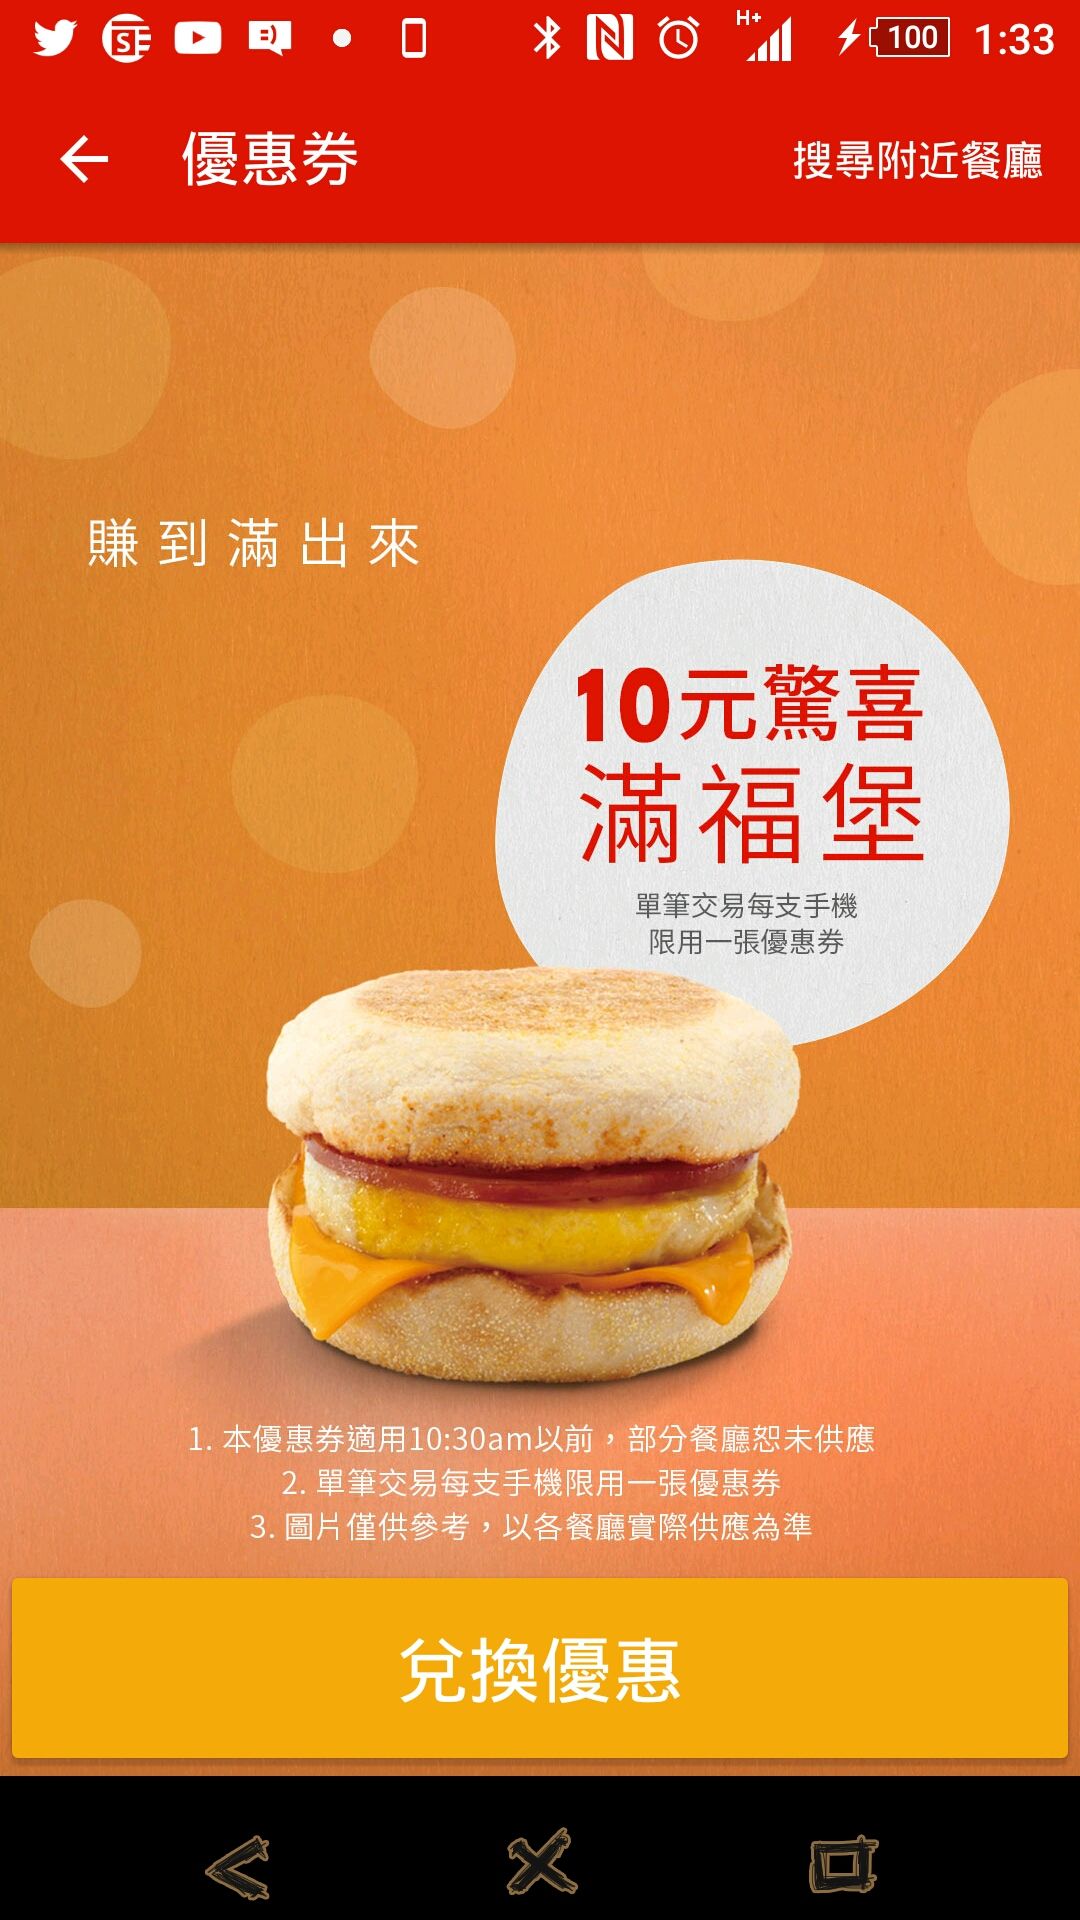 H+
100
1:33
優惠券
搜尋附近餐廳
賺到滿出來
10元驚喜
滿福堡
單筆交易每支手機
限用一張優惠券
1. 本優惠券適用10:30am以前，部分餐廳恕未供應
2. 單筆交易每支手機限用一張優惠券
3. 圖片僅供參考，以各餐廳實際供應為準
兌換優惠